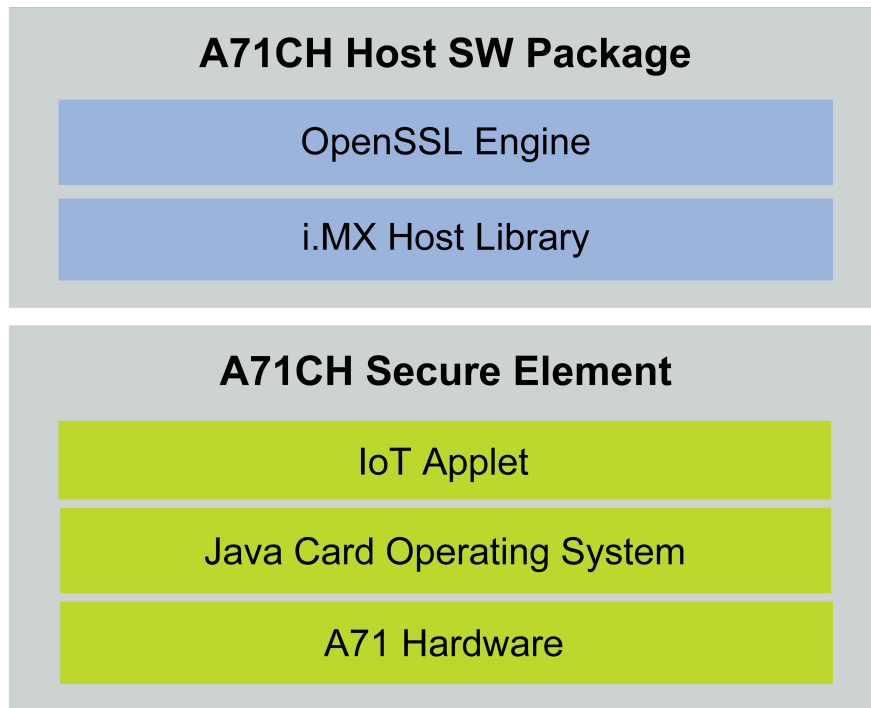 A71CH Host SW Package
OpenSSL Engine
i.MX Host Library
A71CH Secure Element
IoT Applet
Java Card Operating System
A71 Hardware